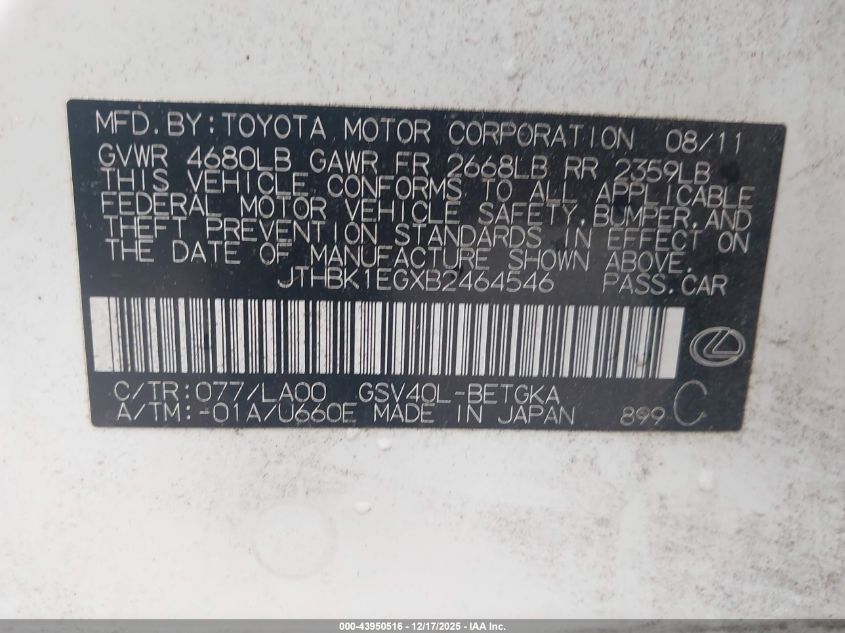 MFD.BY:TOYOTA MOTOR CORPORATION 08/11
GVWR 4680LB GAWR FR 2668LB RR 2359LB
THIS VEHICLE CONFORMS TO ALL APPLICABLE
FEDERAL MOTOR VEHICLE SAFETY,BUMPER,AND
THEFT PREVENTION STANDARDS IN EFFECT ON
THE DATE OF MANUFACTURE SHOWN ABOVE.
JTHBK1EGXB2464546 PASS.CAR
C/TR:077/LA00 GSV40L-BETGKA
A/TM:-01A/U660E MADE IN JAPAN 899 C
000-43950516 - 12/17/2025 - IAA Inc.